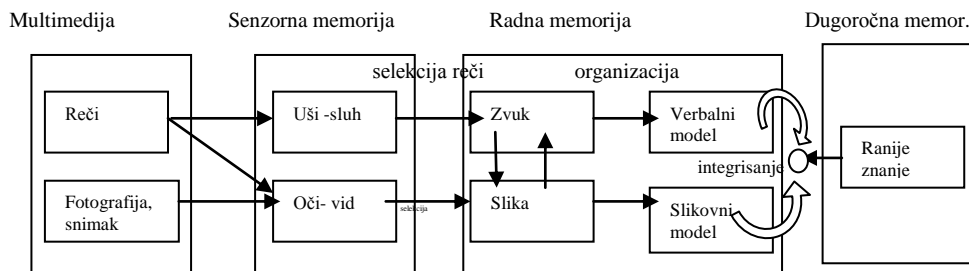 Multimedija Senzorna memorija Radna memorija Dugoročna memor.
selekcija reči organizacija
Reči Uši -sluh Zvuk Verbalni
model
integrisanje
Ranije
znanje
Fotografija,
snimak
Oči- vid selekcija Slika Slikovni
model